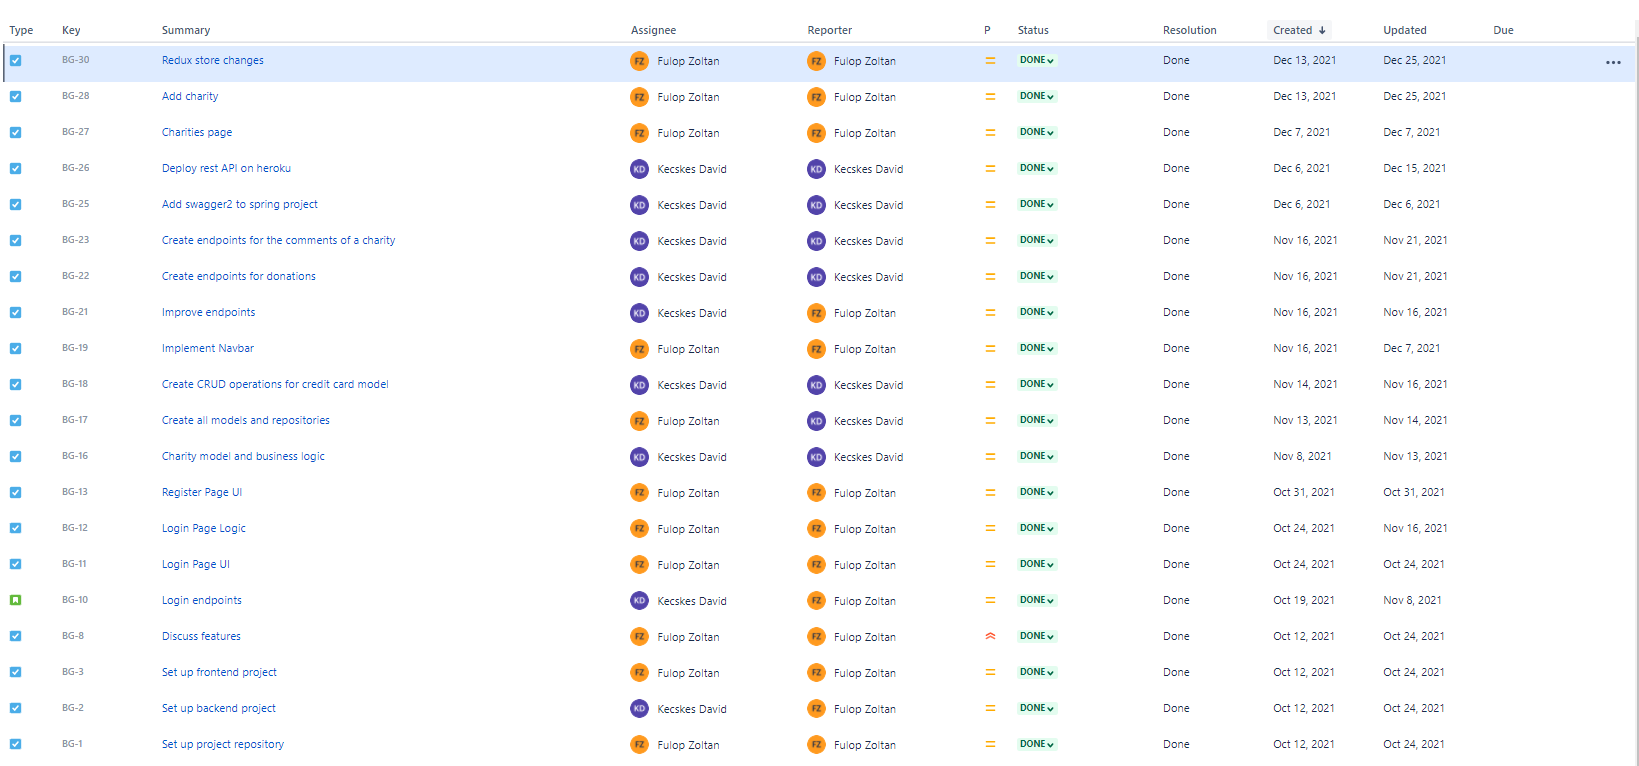 Type Key Summary Assignee Reporter P Status Resolution Created ↓ Updated Due
BG-30 Redux store changes FZ Fulop Zoltan FZ Fulop Zoltan DONE Done Dec 13, 2021 Dec 25, 2021
BG-28 Add charity FZ Fulop Zoltan FZ Fulop Zoltan DONE Done Dec 13, 2021 Dec 25, 2021
BG-27 Charities page FZ Fulop Zoltan FZ Fulop Zoltan DONE Done Dec 7, 2021 Dec 7, 2021
BG-26 Deploy rest API on heroku KD Kecskes David KD Kecskes David DONE Done Dec 6, 2021 Dec 15, 2021
BG-25 Add swagger2 to spring project KD Kecskes David KD Kecskes David DONE Done Dec 6, 2021 Dec 6, 2021
BG-23 Create endpoints for the comments of a charity KD Kecskes David KD Kecskes David DONE Done Nov 16, 2021 Nov 21, 2021
BG-22 Create endpoints for donations KD Kecskes David KD Kecskes David DONE Done Nov 16, 2021 Nov 21, 2021
BG-21 Improve endpoints KD Kecskes David FZ Fulop Zoltan DONE Done Nov 16, 2021 Nov 16, 2021
BG-19 Implement Navbar FZ Fulop Zoltan FZ Fulop Zoltan DONE Done Nov 16, 2021 Dec 7, 2021
BG-18 Create CRUD operations for credit card model KD Kecskes David KD Kecskes David DONE Done Nov 14, 2021 Nov 16, 2021
BG-17 Create all models and repositories FZ Fulop Zoltan KD Kecskes David DONE Done Nov 13, 2021 Nov 14, 2021
BG-16 Charity model and business logic KD Kecskes David KD Kecskes David DONE Done Nov 8, 2021 Nov 13, 2021
BG-13 Register Page UI FZ Fulop Zoltan FZ Fulop Zoltan DONE Done Oct 31, 2021 Oct 31, 2021
BG-12 Login Page Logic FZ Fulop Zoltan FZ Fulop Zoltan DONE Done Oct 24, 2021 Nov 16, 2021
BG-11 Login Page UI FZ Fulop Zoltan FZ Fulop Zoltan DONE Done Oct 24, 2021 Oct 24, 2021
BG-10 Login endpoints KD Kecskes David FZ Fulop Zoltan DONE Done Oct 19, 2021 Nov 8, 2021
BG-8 Discuss features FZ Fulop Zoltan FZ Fulop Zoltan DONE Done Oct 12, 2021 Oct 24, 2021
BG-3 Set up frontend project FZ Fulop Zoltan FZ Fulop Zoltan DONE Done Oct 12, 2021 Oct 24, 2021
BG-2 Set up backend project KD Kecskes David FZ Fulop Zoltan DONE Done Oct 12, 2021 Oct 24, 2021
BG-1 Set up project repository FZ Fulop Zoltan FZ Fulop Zoltan DONE Done Oct 12, 2021 Oct 24, 2021